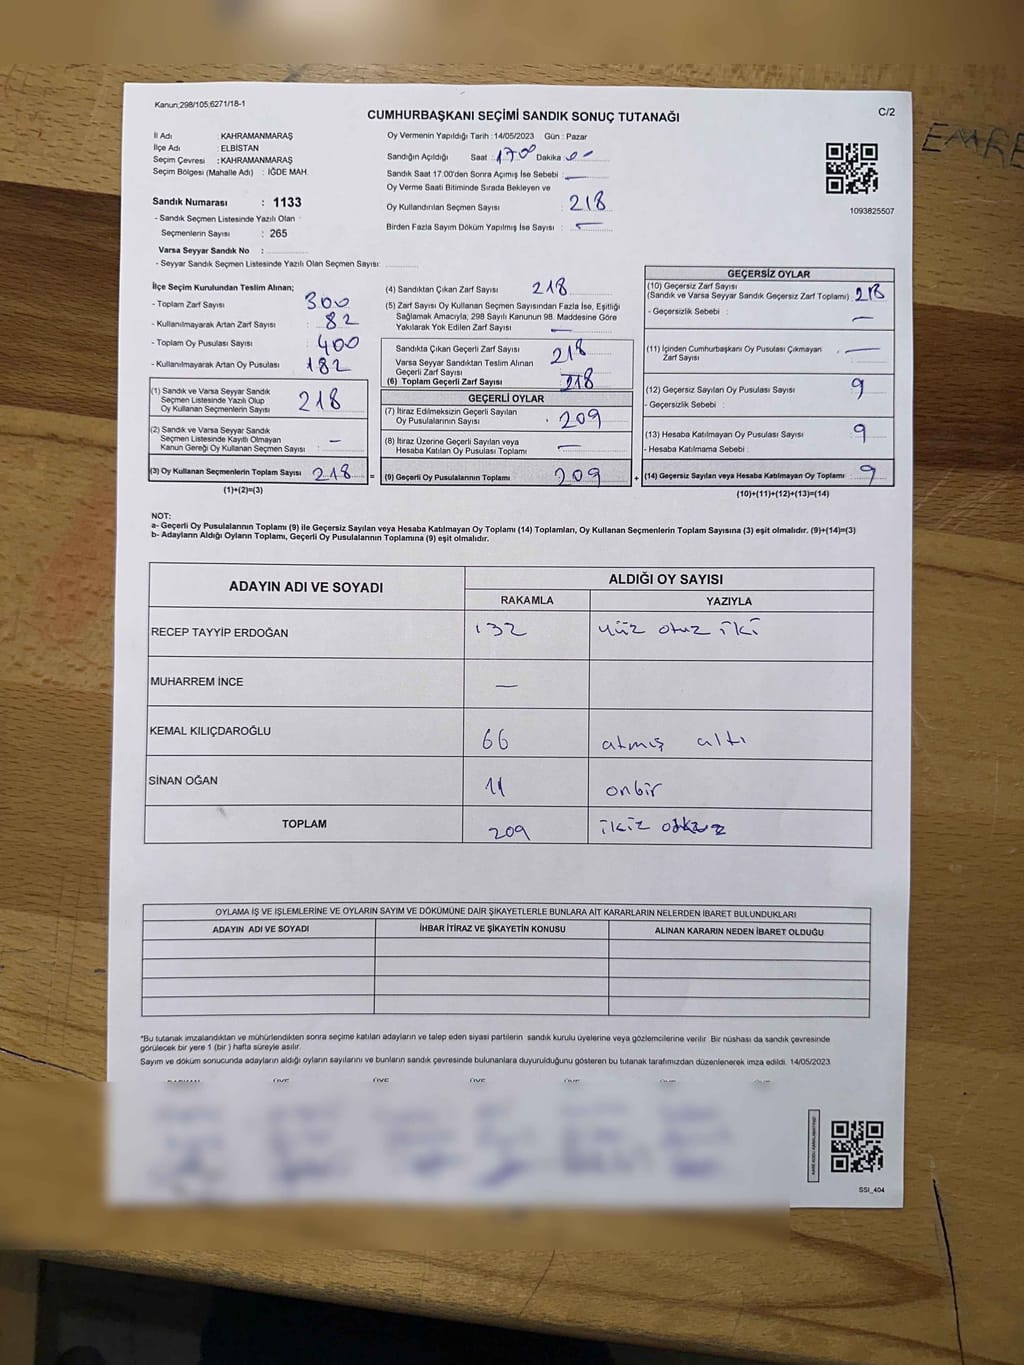 Kanun;298/105;6271/18-1
CUMHURBAŞKANI SEÇİMİ SANDIK SONUÇ TUTANAĞI
C/2
İl Adı : KAHRAMANMARAŞ
İlçe Adı : ELBİSTAN
Seçim Çevresi : KAHRAMANMARAŞ
Seçim Bölgesi (Mahalle Adı) : İĞDE MAH.
Sandık Numarası : 1133
- Sandık Seçmen Listesinde Yazılı Olan
Seçmenlerin Sayısı : 265
Varsa Seyyar Sandık No :
- Seyyar Sandık Seçmen Listesinde Yazılı Olan Seçmen Sayısı:
Oy Vermenin Yapıldığı Tarih :14/05/2023 Gün : Pazar
Sandığın Açıldığı Saat : 1700 Dakika
Sandık Saat 17.00'den Sonra Açımış İse Sebebi : —
Oy Verme Saati Bitiminde Sırada Bekleyen ve
Oy Kullandırılan Seçmen Sayısı : 218
Birden Fazla Sayım Döküm Yapılmış İse Sayısı : —
1093825507
EMRE
İlçe Seçim Kurulundan Teslim Alınan;
- Toplam Zarf Sayısı 300
- Kullanılmayarak Artan Zarf Sayısı : 82
- Toplam Oy Pusulası Sayısı 400
- Kullanılmayarak Artan Oy Pusulası 182
(1) Sandık ve Varsa Seyyar Sandık
Seçmen Listesinde Yazılı Olup
Oy Kullanan Seçmenlerin Sayısı 218
(2) Sandık ve Varsa Seyyar Sandık
Seçmen Listesinde Kayıtlı Olmayan
Kanun Gereği Oy Kullanan Seçmen Sayısı : —
(3) Oy Kullanan Seçmenlerin Toplam Sayısı 218 =
(1)+(2)=(3)
(4) Sandıktan Çıkan Zarf Sayısı 218
(5) Zarf Sayısı Oy Kullanan Seçmen Sayısından Fazla İse, Eşitliği
Sağlamak Amacıyla, 298 Sayılı Kanunun 98. Maddesine Göre
Yakılarak Yok Edilen Zarf Sayısı —
Sandıkta Çıkan Geçerli Zarf Sayısı 218
Varsa Seyyar Sandıktan Teslim Alınan
Geçerli Zarf Sayısı
(6) Toplam Geçerli Zarf Sayısı 218
GEÇERLİ OYLAR
(7) İtiraz Edilmeksizin Geçerli Sayılan
Oy Pusulalarının Sayısı 209
(8) İtiraz Üzerine Geçerli Sayılan veya
Hesaba Katılan Oy Pusulası Toplamı : —
(9) Geçerli Oy Pusulalarının Toplamı 209 +
GEÇERSİZ OYLAR
(10) Geçersiz Zarf Sayısı
(Sandık ve Varsa Seyyar Sandık Geçersiz Zarf Toplamı)
- Geçersizlik Sebebi : —
(11) İçinden Cumhurbaşkanı Oy Pusulası Çıkmayan
Zarf Sayısı : —
(12) Geçersiz Sayılan Oy Pusulası Sayısı 9
- Geçersizlik Sebebi :
(13) Hesaba Katılmayan Oy Pusulası Sayısı 9
- Hesaba Katılmama Sebebi :
(14) Geçersiz Sayılan veya Hesaba Katılmayan Oy Toplamı : 9
(10)+(11)+(12)+(13)=(14)
NOT:
a- Geçerli Oy Pusulalarının Toplamı (9) ile Geçersiz Sayılan veya Hesaba Katılmayan Oy Toplamı (14) Toplamları, Oy Kullanan Seçmenlerin Toplam Sayısına (3) eşit olmalıdır. (9)+(14)=(3)
b- Adayların Aldığı Oyların Toplamı, Geçerli Oy Pusulalarının Toplamına (9) eşit olmalıdır.
ADAYIN ADI VE SOYADI ALDIĞI OY SAYISI
RAKAMLA YAZIYLA
RECEP TAYYİP ERDOĞAN 132 yüz otuz iki
MUHARREM İNCE —
KEMAL KILIÇDAROĞLU 66 atmış altı
SİNAN OĞAN 11 onbir
TOPLAM 209
OYLAMA İŞ VE İŞLEMLERİNE VE OYLARIN SAYIM VE DÖKÜMÜNE DAİR ŞİKAYETLERLE BUNLARA AİT KARARLARIN NELERDEN İBARET BULUNDUKLARI
ADAYIN ADI VE SOYADI İHBAR İTİRAZ VE ŞİKAYETİN KONUSU ALINAN KARARIN NEDEN İBARET OLDUĞU
*Bu tutanak imzalandıktan ve mühürlendikten sonra seçime katılan adayların ve talep eden siyasi partilerin sandık kurulu üyelerine veya gözlemcilerine verilir. Bir nüshası da sandık çevresinde
görülecek bir yere 1 (bir ) hafta süreyle asılır.
Sayım ve döküm sonucunda adayların aldığı oyların sayılarını ve bunların sandık çevresinde bulunanlara duyurulduğunu gösteren bu tutanak tarafımızdan düzenlenerek imza edildi. 14/05/2023
SSI_404